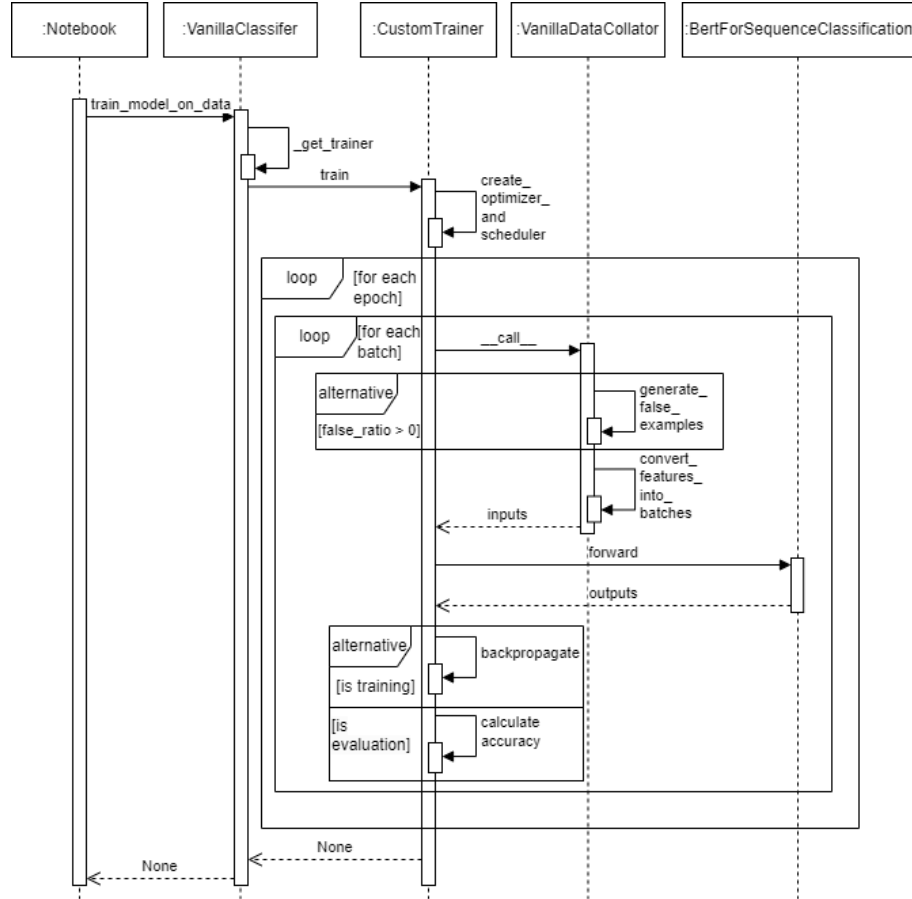 :Notebook
:VanillaClassifer
:CustomTrainer
:VanillaDataCollator
:BertForSequenceClassification
train_model_on_data
_get_trainer
train
create_
optimizer_
and
scheduler
loop
[for each
epoch]
loop
[for each
batch]
__call__
alternative
[false_ratio > 0]
generate_
false_
examples
convert_
features_
into_
batches
inputs
forward
outputs
alternative
[is training]
backpropagate
[is
evaluation]
calculate
accuracy
None
None